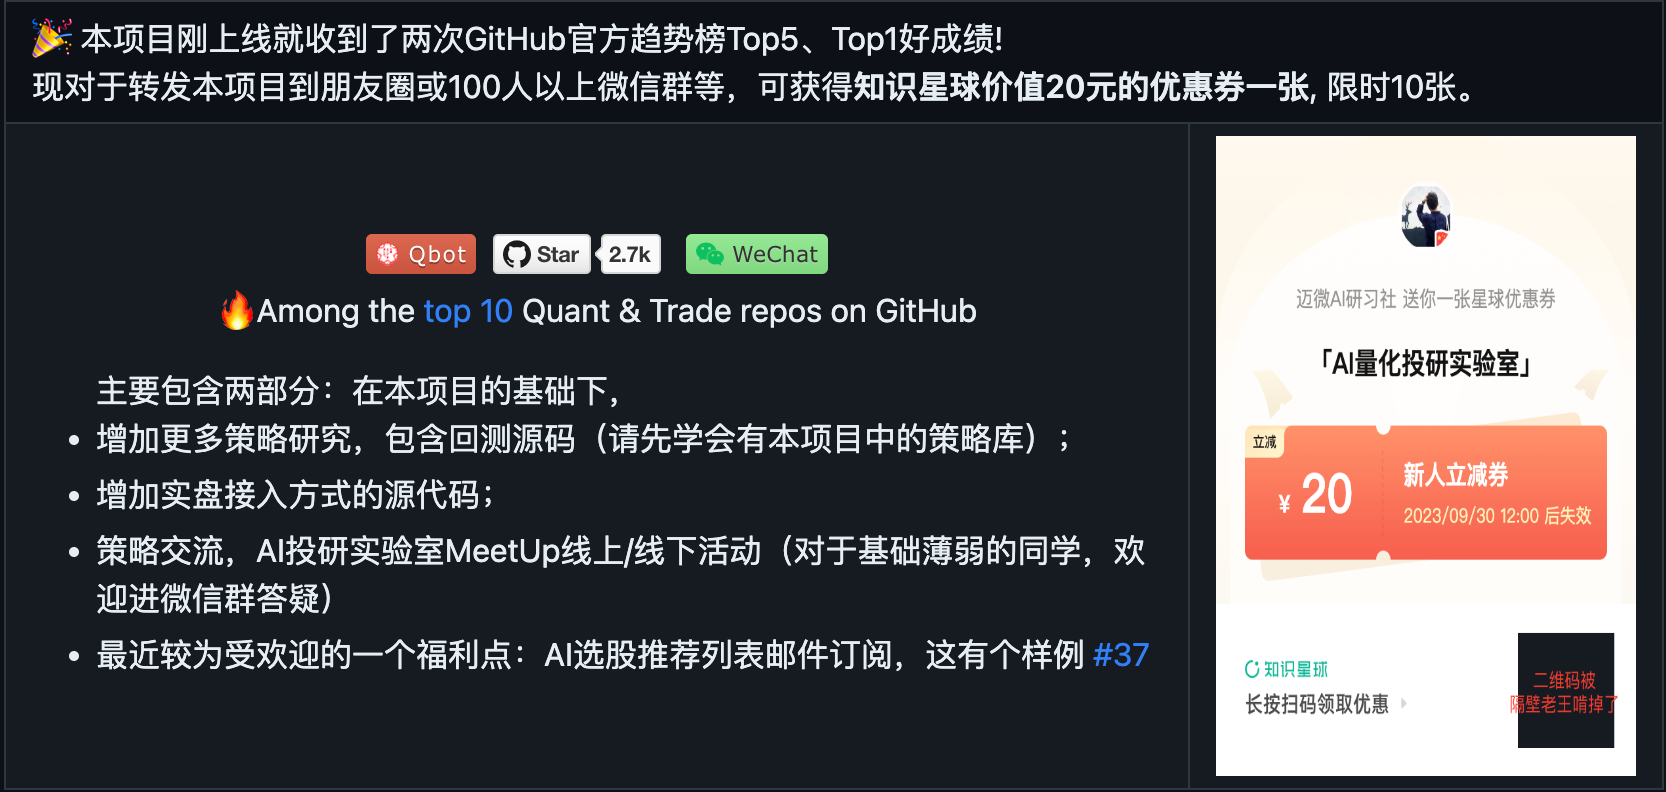 🎉 本项目刚上线就收到了两次GitHub官方趋势榜Top5、Top1好成绩!
现对于转发本项目到朋友圈或100人以上微信群等，可获得知识星球价值20元的优惠券一张, 限时10张。
Qbot Star 2.7k WeChat
🔥Among the top 10 Quant & Trade repos on GitHub
主要包含两部分：在本项目的基础下，
• 增加更多策略研究，包含回测源码（请先学会有本项目中的策略库）；
• 增加实盘接入方式的源代码；
• 策略交流，AI投研实验室MeetUp线上/线下活动（对于基础薄弱的同学，欢
迎进微信群答疑）
• 最近较为受欢迎的一个福利点：AI选股推荐列表邮件订阅，这有个样例 #37
迈微AI研习社 送你一张星球优惠券
「AI量化投研实验室」
立减
¥ 20
新人立减券
2023/09/30 12:00 后失效
知识星球
长按扫码领取优惠
二维码被
隔壁老王啃掉了